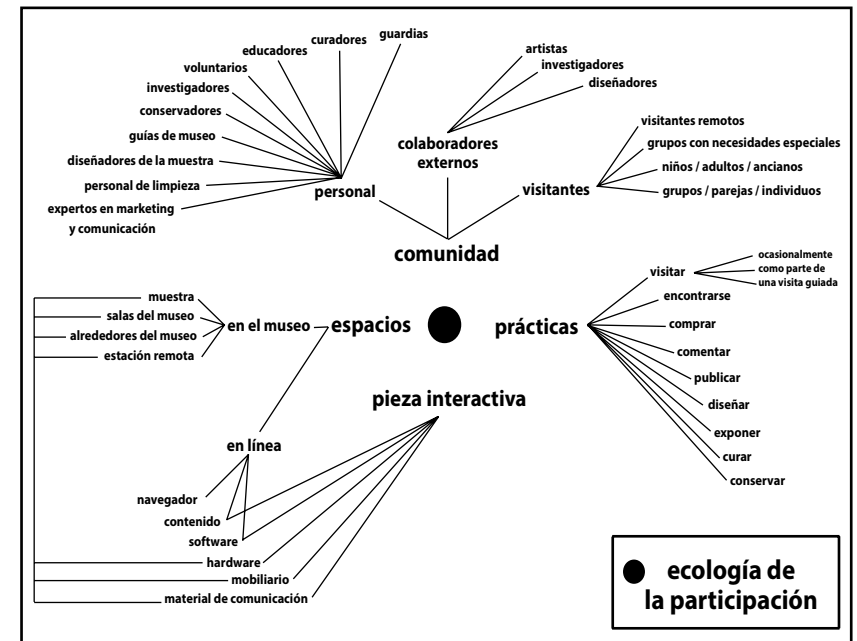 guardias
curadores
educadores
voluntarios
investigadores
conservadores
guías de museo
diseñadores de la muestra
personal de limpieza
expertos en marketing
y comunicación
personal
artistas
investigadores
diseñadores
colaboradores
externos
visitantes remotos
grupos con necesidades especiales
niños / adultos / ancianos
grupos / parejas / individuos
visitantes
comunidad
muestra
salas del museo
alrededores del museo
estación remota
en el museo
espacios
prácticas
visitar
ocasionalmente
como parte de
una visita guiada
encontrarse
comprar
comentar
publicar
diseñar
exponer
curar
conservar
pieza interactiva
en línea
navegador
contenido
software
hardware
mobiliario
material de comunicación
ecología de
la participación